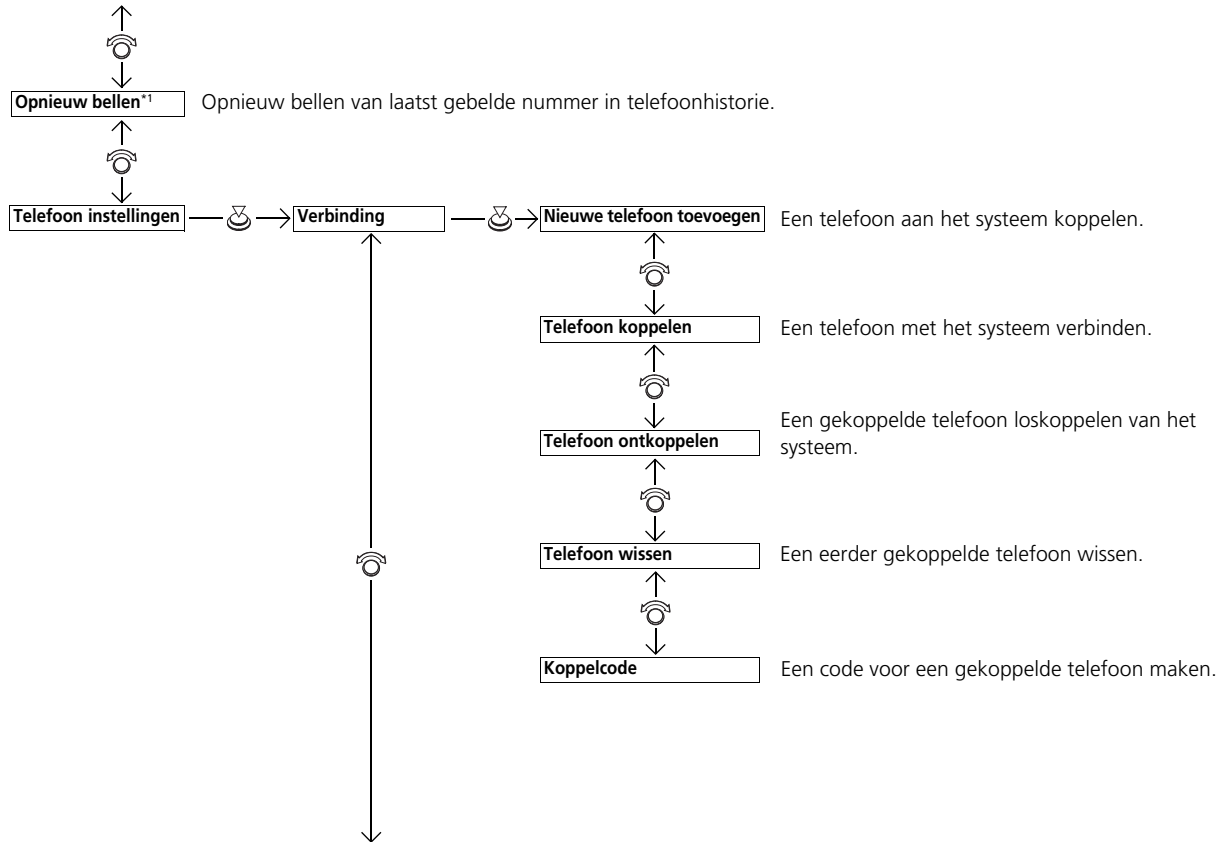 Opnieuw bellen*1 Opnieuw bellen van laatst gebelde nummer in telefoonhistorie.
Telefoon instellingen Verbinding Nieuwe telefoon toevoegen Een telefoon aan het systeem koppelen.
Telefoon koppelen Een telefoon met het systeem verbinden.
Telefoon ontkoppelen Een gekoppelde telefoon loskoppelen van het
systeem.
Telefoon wissen Een eerder gekoppelde telefoon wissen.
Koppelcode Een code voor een gekoppelde telefoon maken.